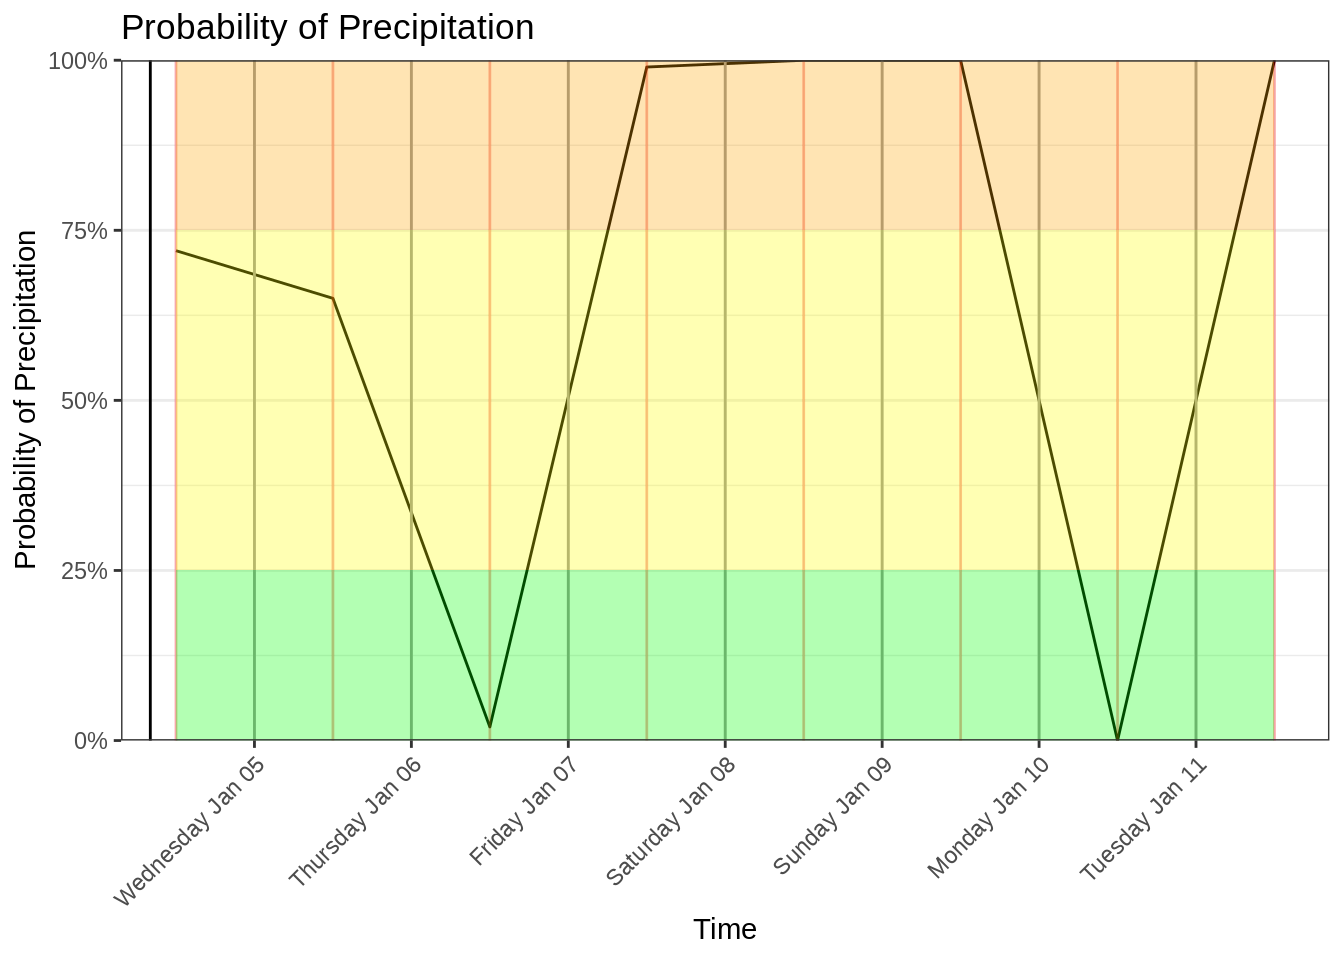 Probability of Precipitation
Probability of Precipitation
100%
75%
50%
25%
0%
Wednesday Jan 05
Thursday Jan 06
Friday Jan 07
Saturday Jan 08
Sunday Jan 09
Monday Jan 10
Tuesday Jan 11
Time